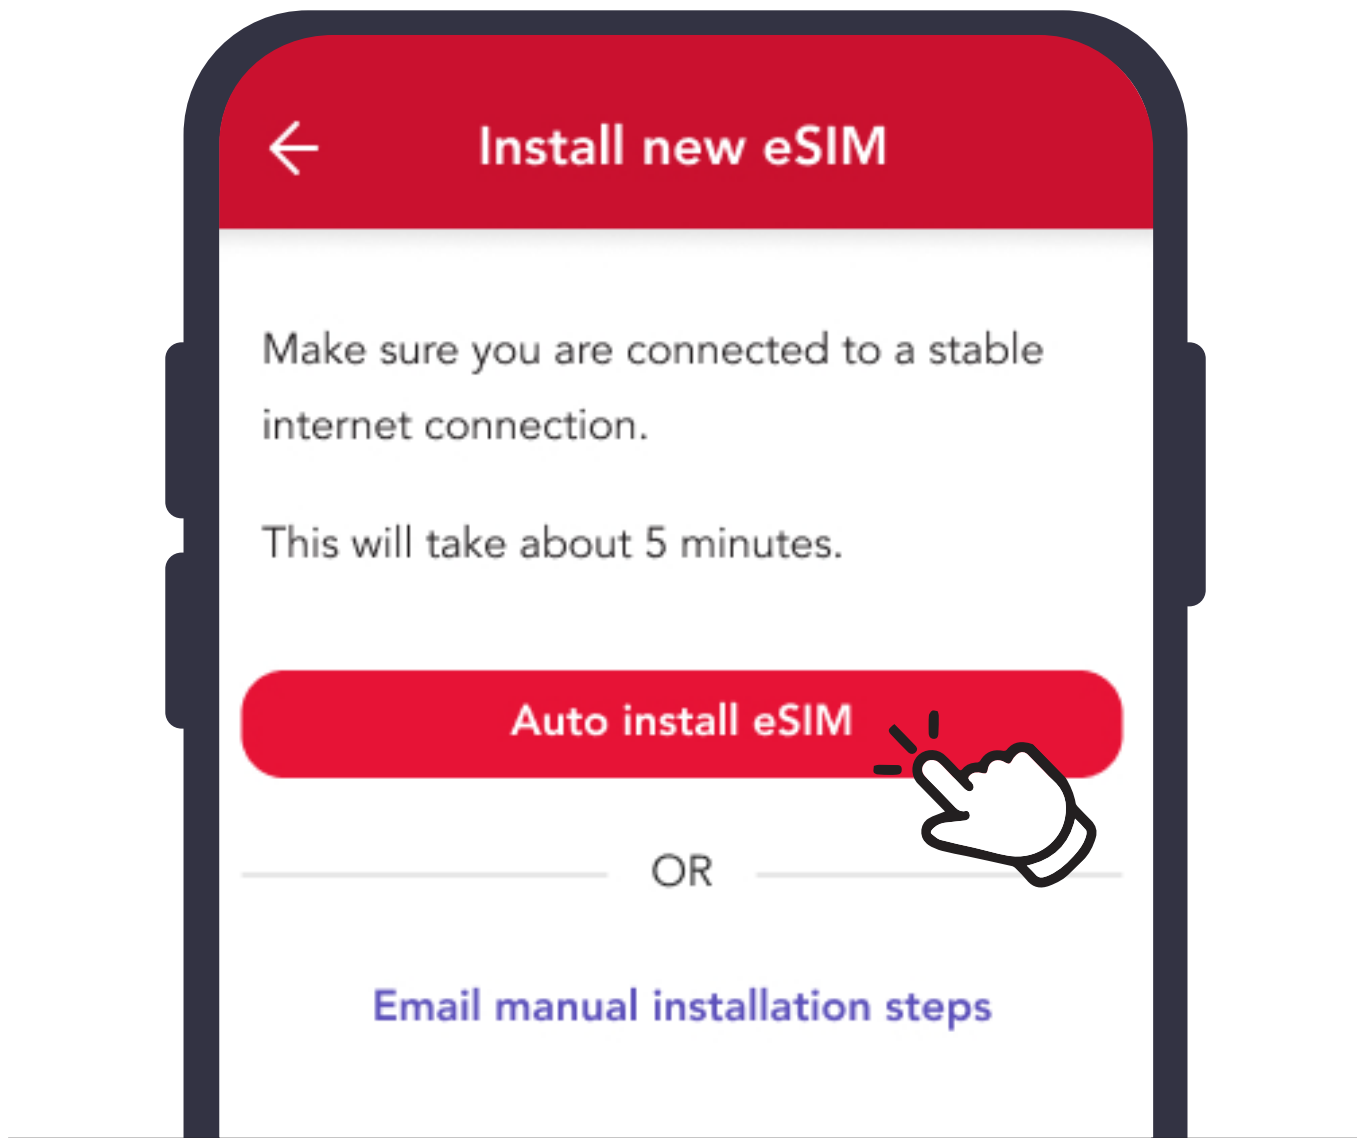 Install new eSIM
Make sure you are connected to a stable
internet connection.
This will take about 5 minutes.
Auto install eSIM
OR
Email manual installation steps